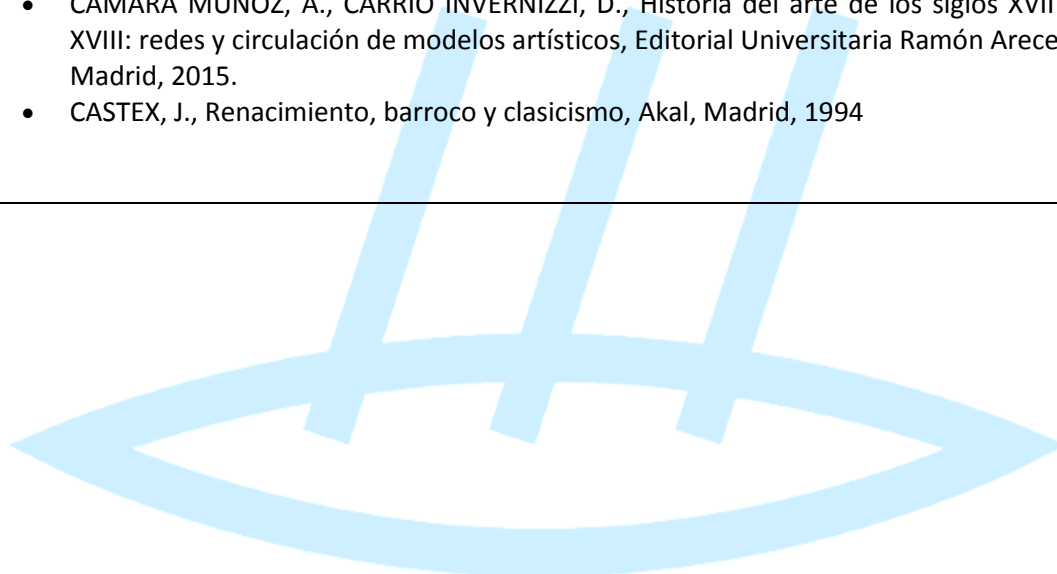 • CÁMARA MUÑOZ, A., CARRIÓ INVERNIZZI, D., Historia del arte de los siglos XVII
XVIII: redes y circulación de modelos artísticos, Editorial Universitaria Ramón Arece
Madrid, 2015.
• CASTEX, J., Renacimiento, barroco y clasicismo, Akal, Madrid, 1994